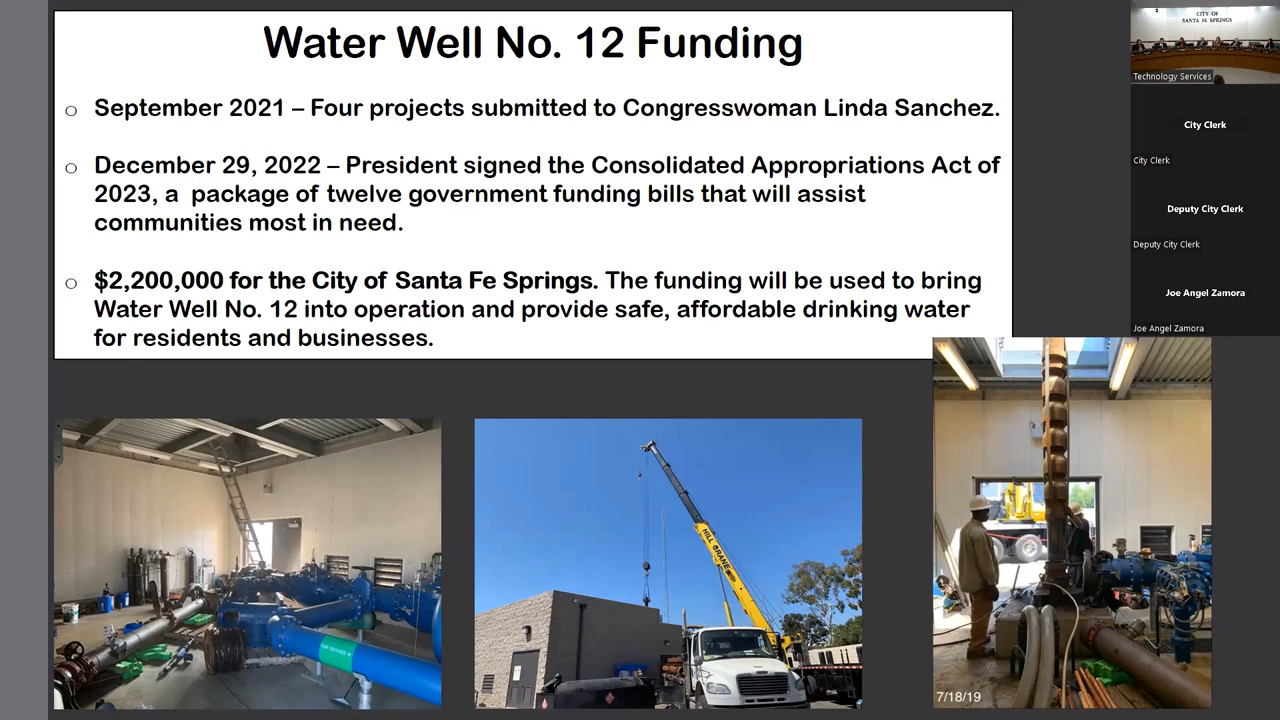 Water Well No. 12 Funding
○ September 2021 – Four projects submitted to Congresswoman Linda Sanchez.
○ December 29, 2022 – President signed the Consolidated Appropriations Act of
2023, a package of twelve government funding bills that will assist
communities most in need.
○ $2,200,000 for the City of Santa Fe Springs. The funding will be used to bring
Water Well No. 12 into operation and provide safe, affordable drinking water
for residents and businesses.
CITY OF
SANTA FE SPRINGS
Technology Services
City Clerk
City Clerk
Deputy City Clerk
Deputy City Clerk
Joe Angel Zamora
Joe Angel Zamora
HILL CRANE
7/18/19